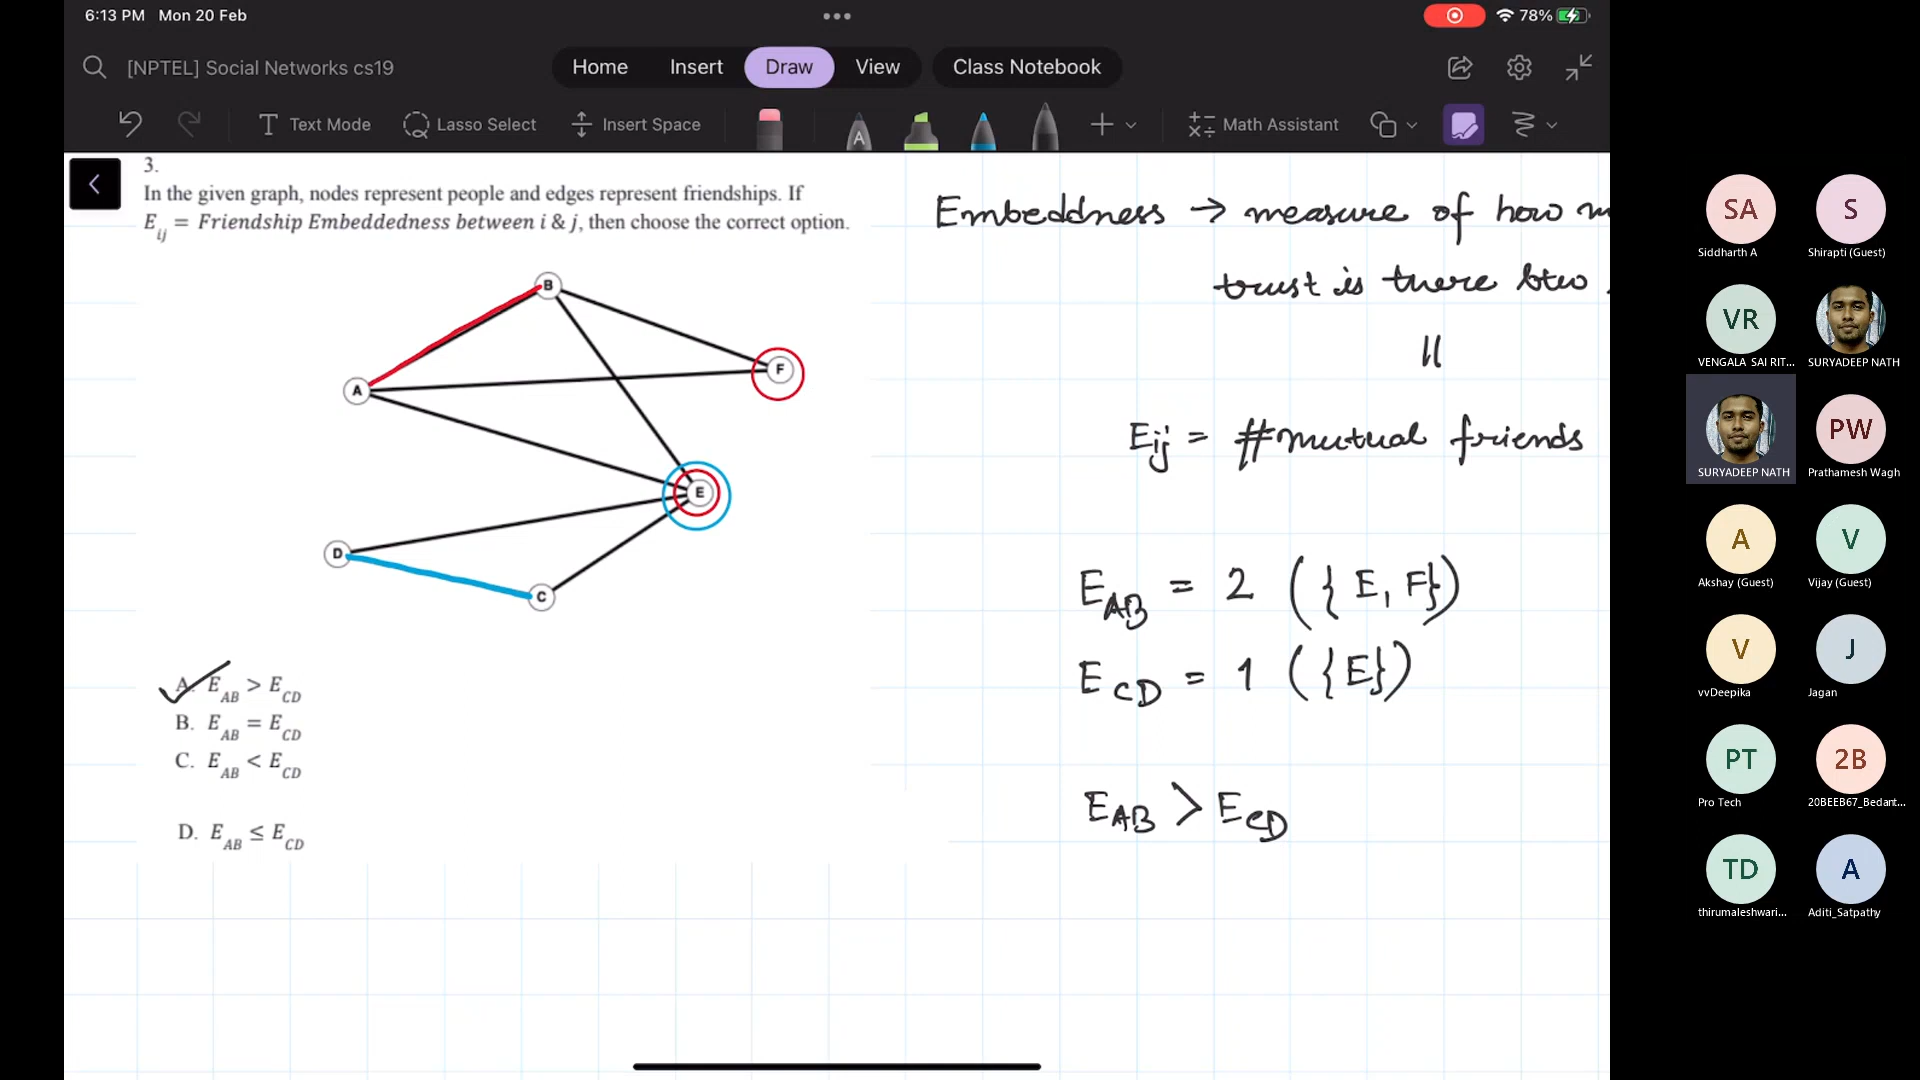 6:13 PM Mon 20 Feb
78%
[NPTEL] Social Networks cs19
Home Insert Draw View Class Notebook
Text Mode Lasso Select Insert Space Math Assistant
3.
In the given graph, nodes represent people and edges represent friendships. If
E_ij = Friendship Embeddedness between i & j, then choose the correct option.
B
F
A
E
D
C
A. E_AB > E_CD
B. E_AB = E_CD
C. E_AB < E_CD
D. E_AB ≤ E_CD
Embeddness → measure of how
trust is there btw
Eij = #mutual friends
E_AB = 2 ({E, F})
E_CD = 1 ({E})
E_AB > E_CD
SA S
Siddharth A Shirapti (Guest)
VR
VENGALA SAI RIT... SURYADEEP NATH
PW
SURYADEEP NATH Prathamesh Wagh
A V
Akshay (Guest) Vijay (Guest)
V J
vvDeepika Jagan
PT 2B
Pro Tech 20BEEB67_Bedant...
TD A
thirumaleshwari... Aditi_Satpathy